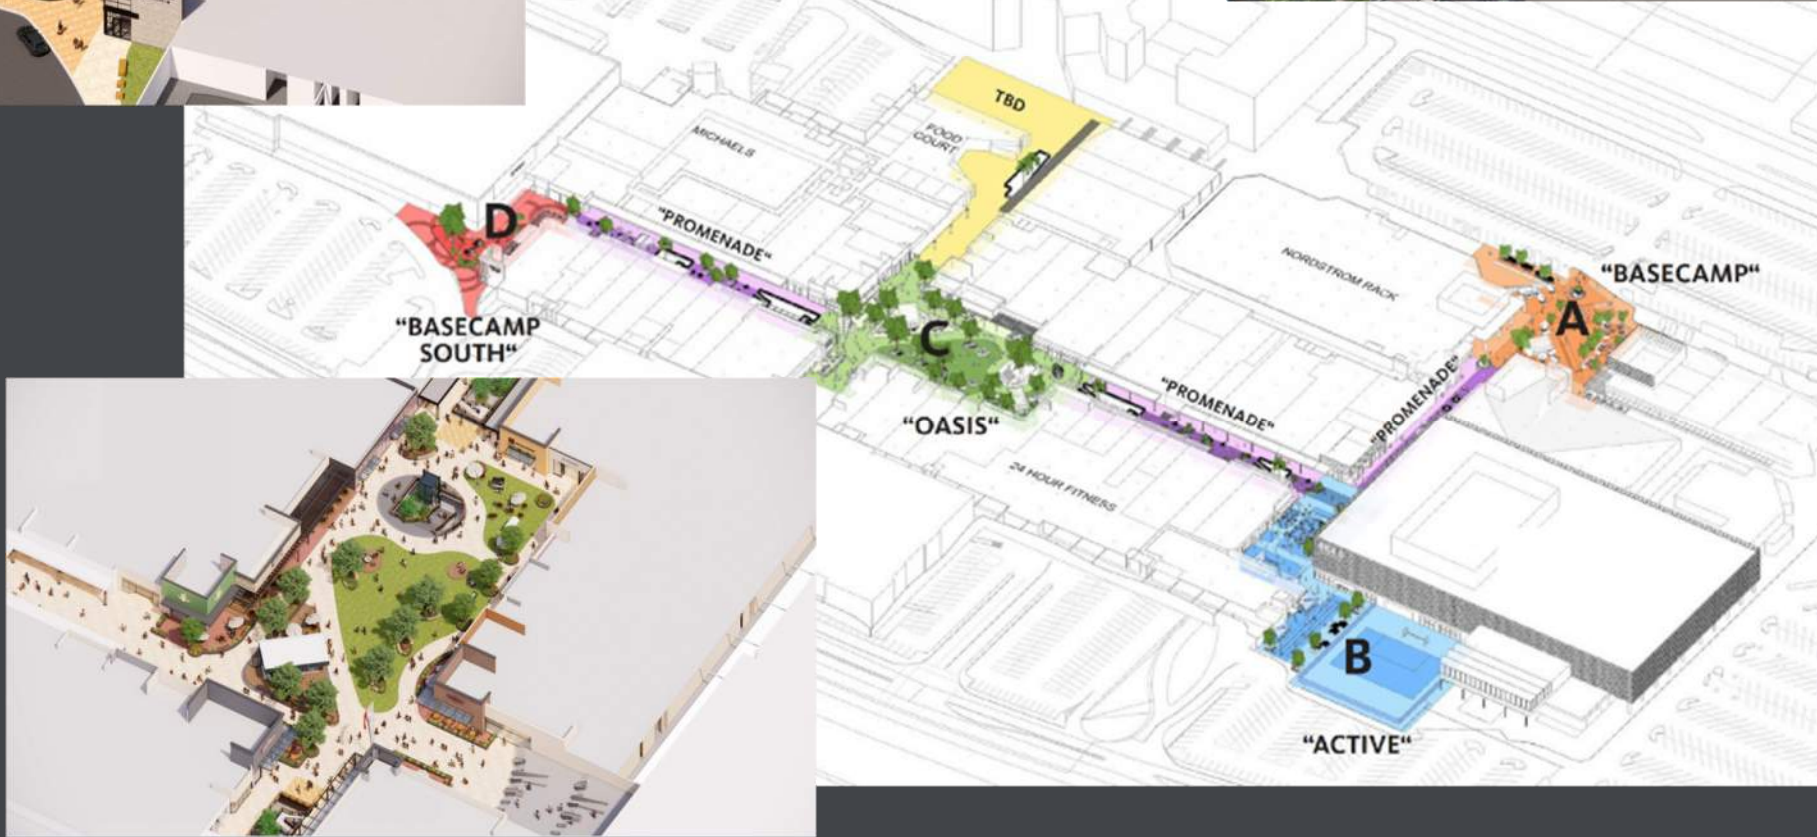 TBD
FOOD
COURT
MICHAELS
D
"PROMENADE"
NORDSTROM RACK
"BASECAMP"
A
"BASECAMP
SOUTH"
C
"OASIS"
"PROMENADE"
"PROMENADE"
24 HOUR FITNESS
B
"ACTIVE"